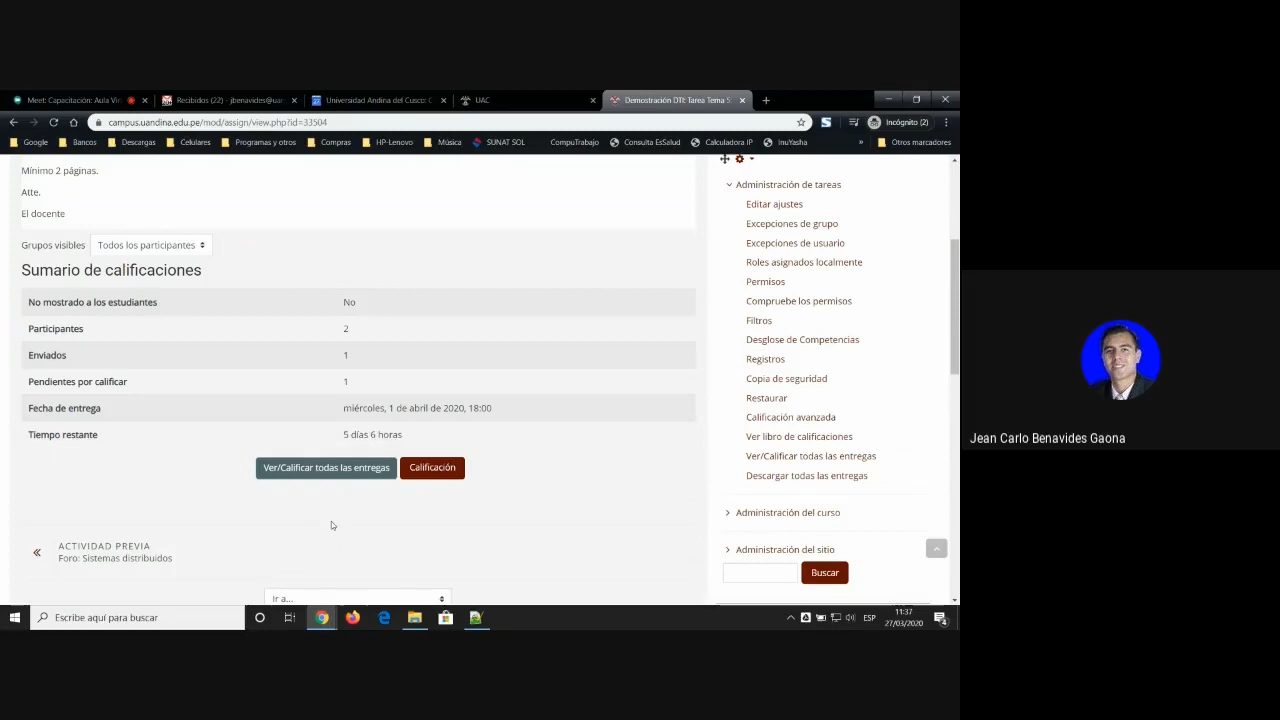 Meet: Capacitación: Aula Vir
Recibidos (22) - jbenavides@uan
Universidad Andina del Cusco: C
UAC
Demostración DTI: Tarea Tema 5:
campus.uandina.edu.pe/mod/assign/view.php?id=33504
Incógnito (2)
Google
Bancos
Descargas
Celulares
Programas y otros
Compras
HP-Lenovo
Música
SUNAT SOL
CompuTrabajo
Consulta EsSalud
Calculadora IP
InuYasha
»
Otros marcadores
Mínimo 2 páginas.
Atte.
El docente
Grupos visibles Todos los participantes
Sumario de calificaciones
No mostrado a los estudiantes No
Participantes 2
Enviados 1
Pendientes por calificar 1
Fecha de entrega miércoles, 1 de abril de 2020, 18:00
Tiempo restante 5 días 6 horas
Ver/Calificar todas las entregas Calificación
ACTIVIDAD PREVIA
Foro: Sistemas distribuidos
Ir a...
Administración de tareas
Editar ajustes
Excepciones de grupo
Excepciones de usuario
Roles asignados localmente
Permisos
Compruebe los permisos
Filtros
Desglose de Competencias
Registros
Copia de seguridad
Restaurar
Calificación avanzada
Ver libro de calificaciones
Ver/Calificar todas las entregas
Descargar todas las entregas
Administración del curso
Administración del sitio
Buscar
Escribe aquí para buscar
ESP
11:37
27/03/2020
4
Jean Carlo Benavides Gaona